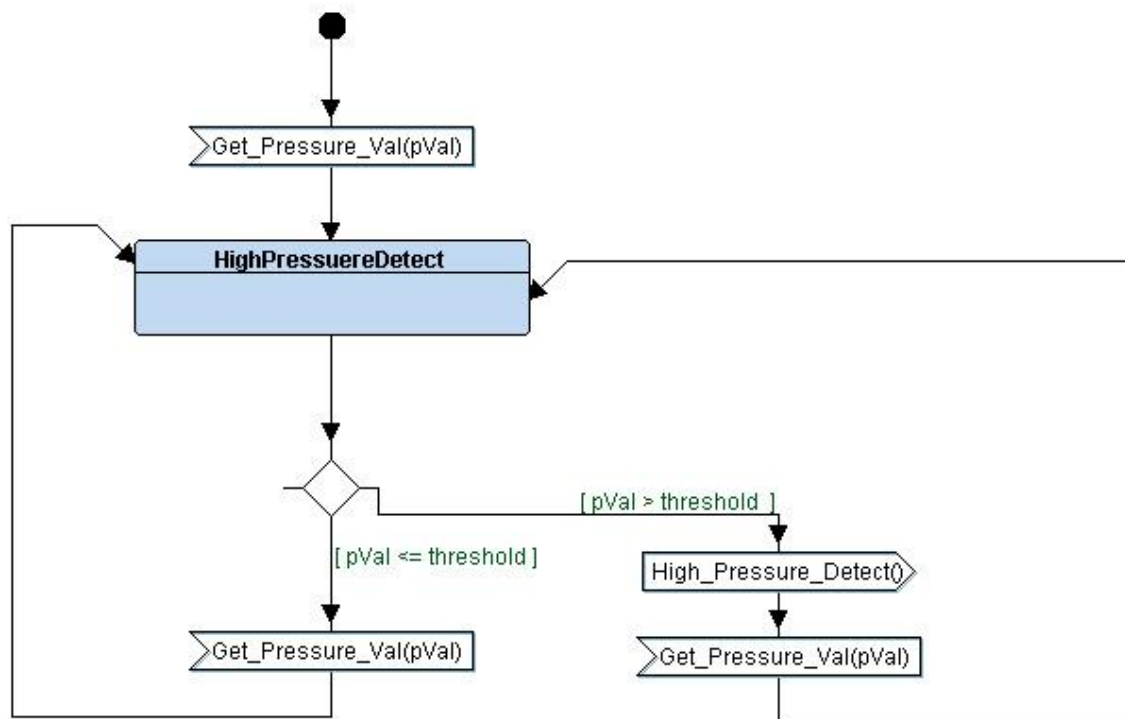 Get_Pressure_Val(pVal)
HighPressuereDetect
[ pVal > threshold ]
[ pVal <= threshold ]
High_Pressure_Detect()
Get_Pressure_Val(pVal)
Get_Pressure_Val(pVal)